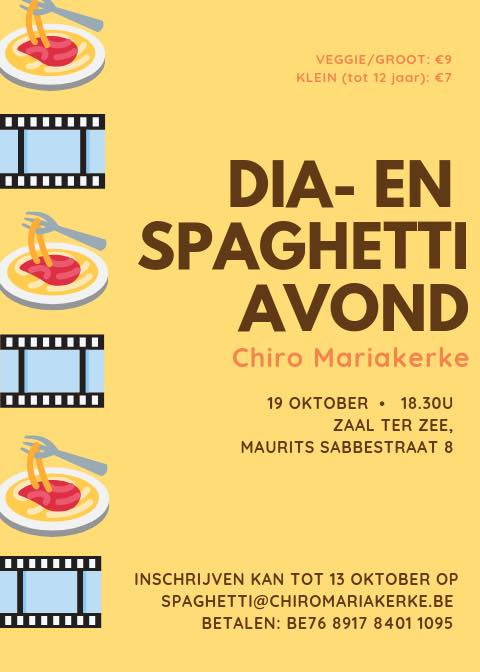 VEGGIE/GROOT: €9
KLEIN (tot 12 jaar): €7
DIA- EN
SPAGHETTI
AVOND
Chiro Mariakerke
19 OKTOBER • 18.30U
ZAAL TER ZEE,
MAURITS SABBESTRAAT 8
INSCHRIJVEN KAN TOT 13 OKTOBER OP
SPAGHETTI@CHIROMARIAKERKE.BE
BETALEN: BE76 8917 8401 1095